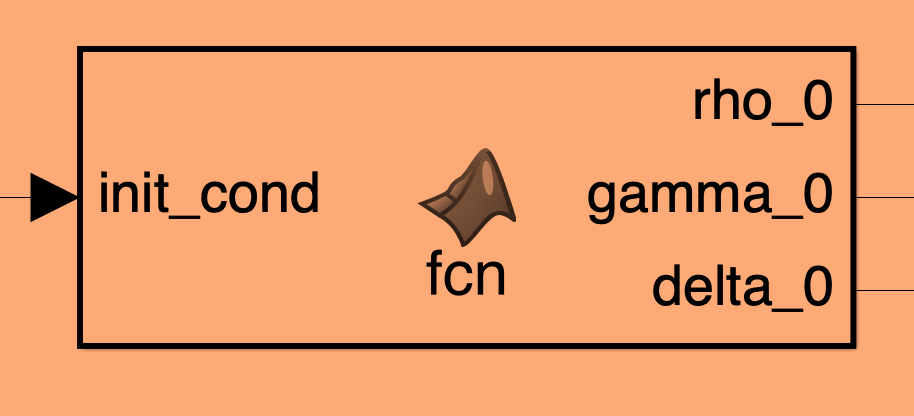 rho_0
init_cond
gamma_0
fcn
delta_0